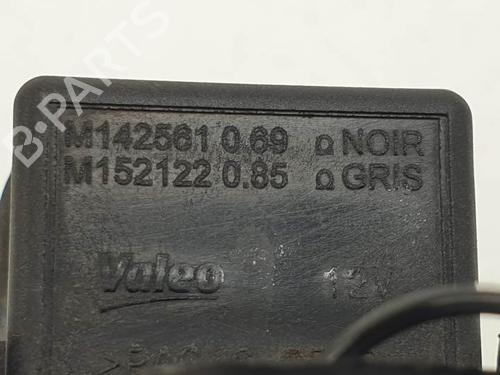 M142561 0.69 Ω NOIR
M152122 0.85 Ω GRIS
Valeo 12V
B-PARTS